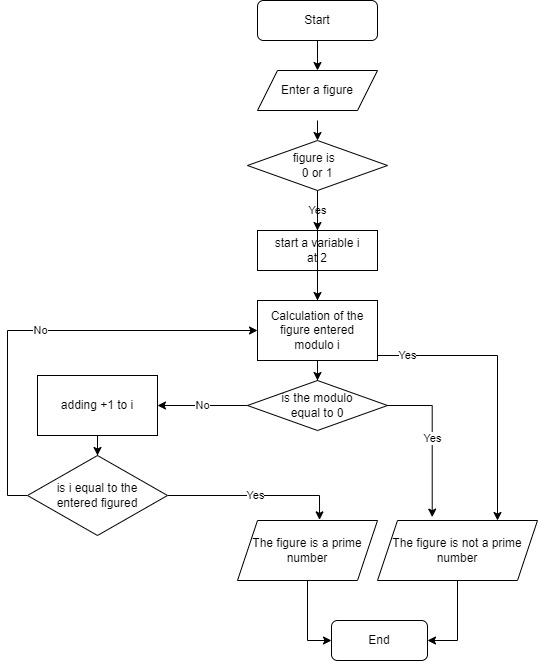 Start
Enter a figure
figure is
0 or 1
Yes
start a variable i
at 2
Calculation of the
figure entered
modulo i
No
Yes
is the modulo
equal to 0
No
adding +1 to i
Yes
is i equal to the
entered figured
Yes
The figure is a prime
number
The figure is not a prime
number
End